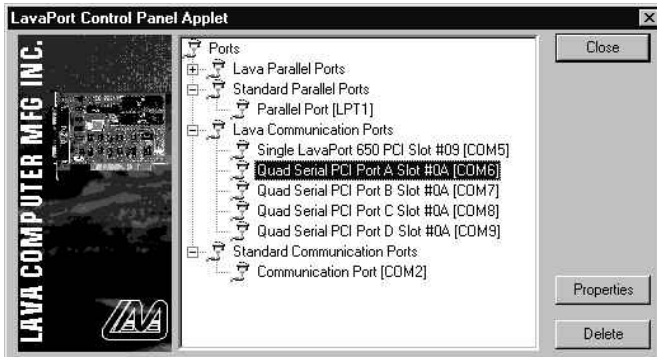 LavaPort Control Panel Applet
LAVA COMPUTER MFG INC.
LAVA
Ports
Lava Parallel Ports
Standard Parallel Ports
Parallel Port [LPT1]
Lava Communication Ports
Single LavaPort 650 PCI Slot #09 [COM5]
Quad Serial PCI Port A Slot #0A [COM6]
Quad Serial PCI Port B Slot #0A [COM7]
Quad Serial PCI Port C Slot #0A [COM8]
Quad Serial PCI Port D Slot #0A [COM9]
Standard Communication Ports
Communication Port [COM2]
Close
Properties
Delete